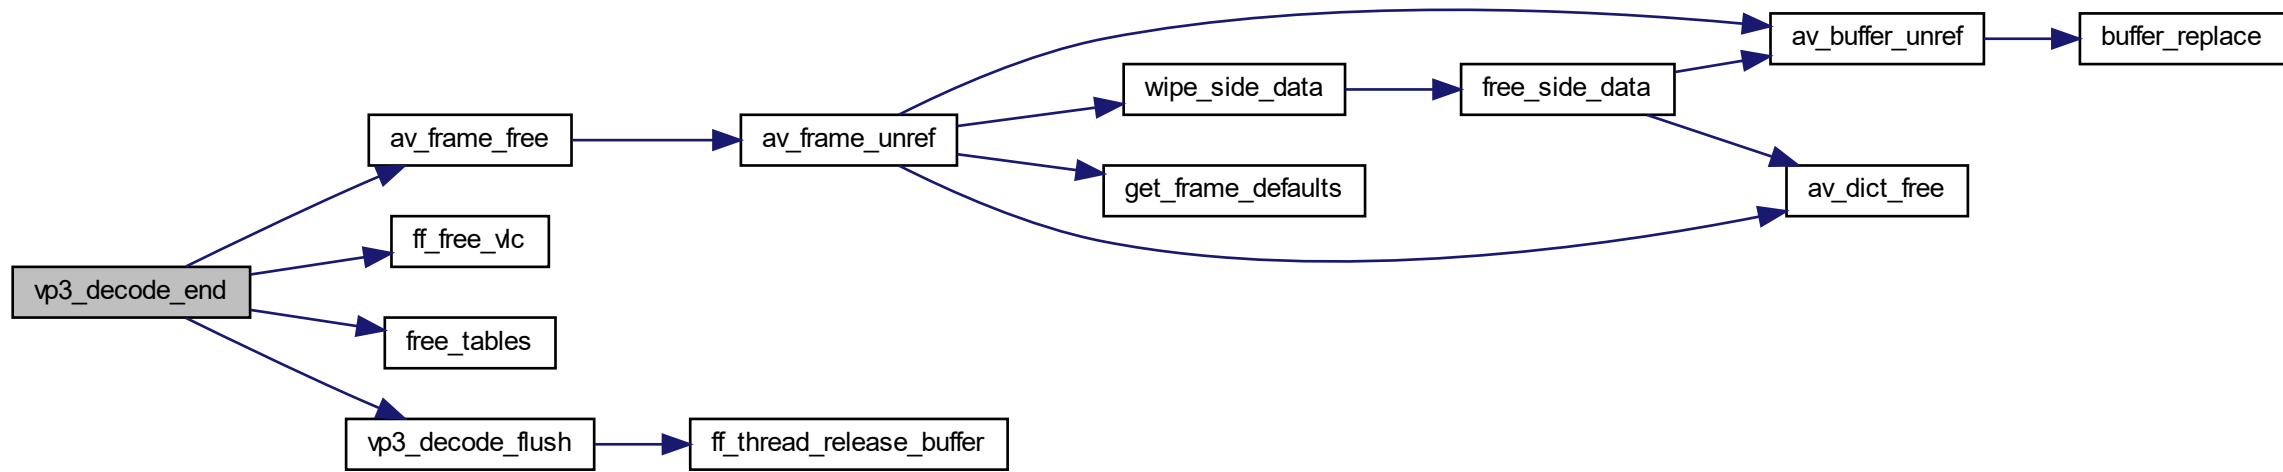 vp3_decode_end
av_frame_free
ff_free_vlc
free_tables
vp3_decode_flush
av_frame_unref
ff_thread_release_buffer
wipe_side_data
get_frame_defaults
free_side_data
av_buffer_unref
av_dict_free
buffer_replace